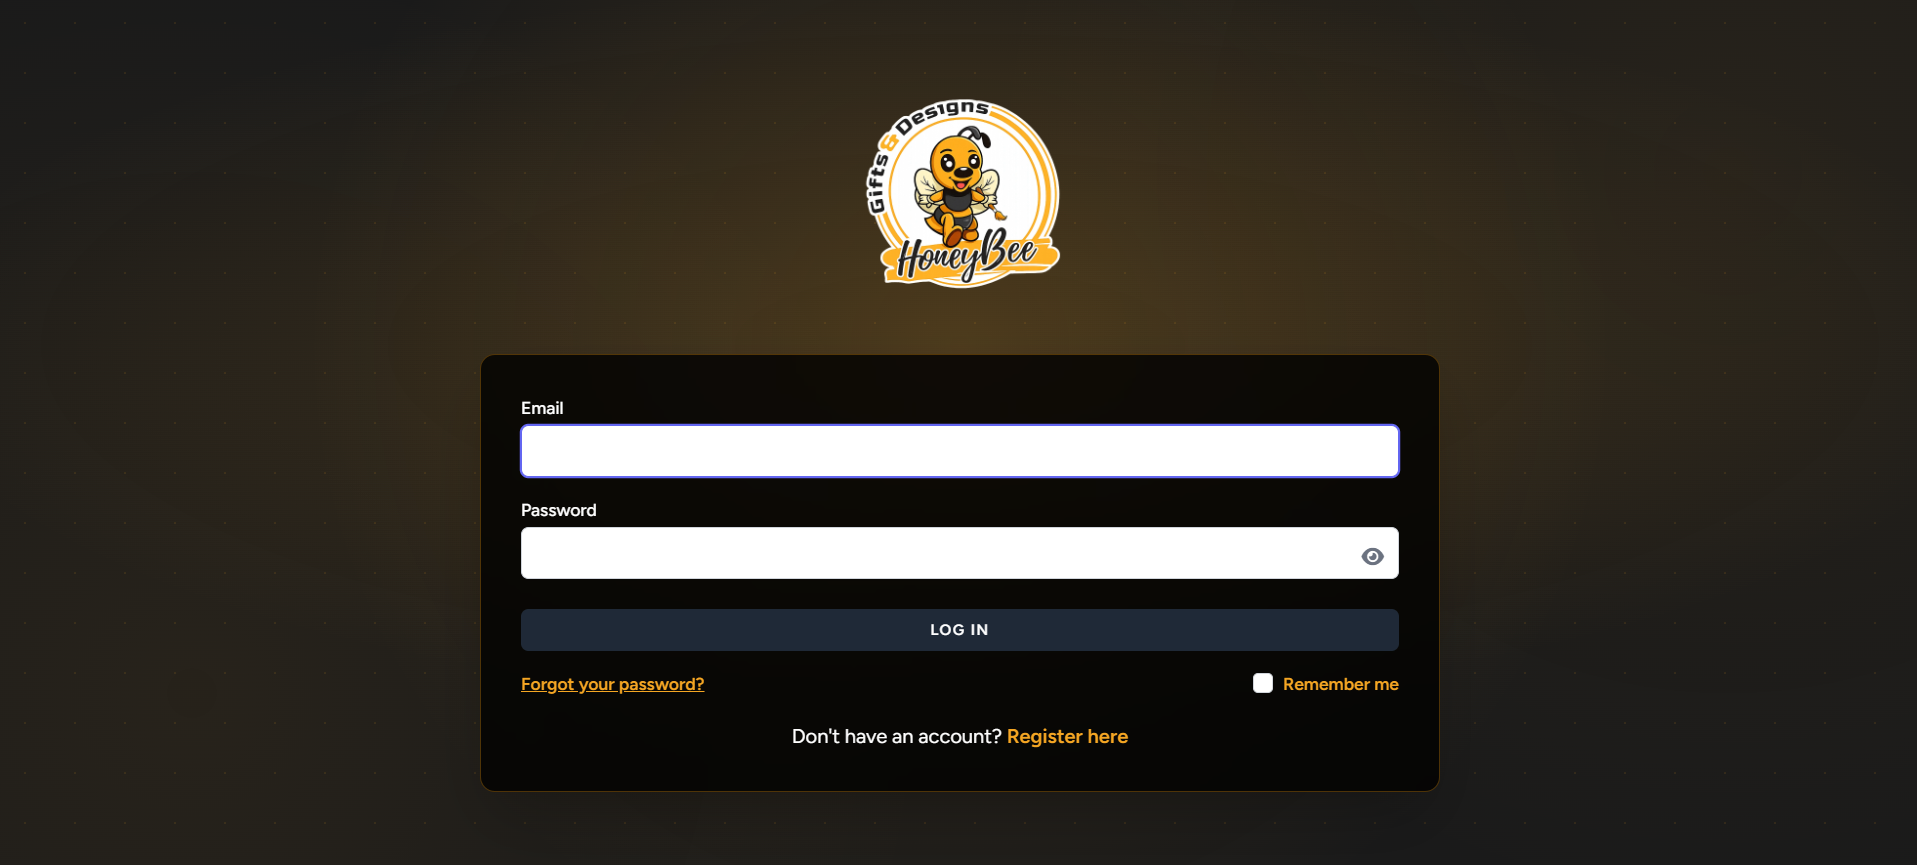 Gifts & Designs
HoneyBee
Email
Password
LOG IN
Forgot your password?
Remember me
Don't have an account? Register here